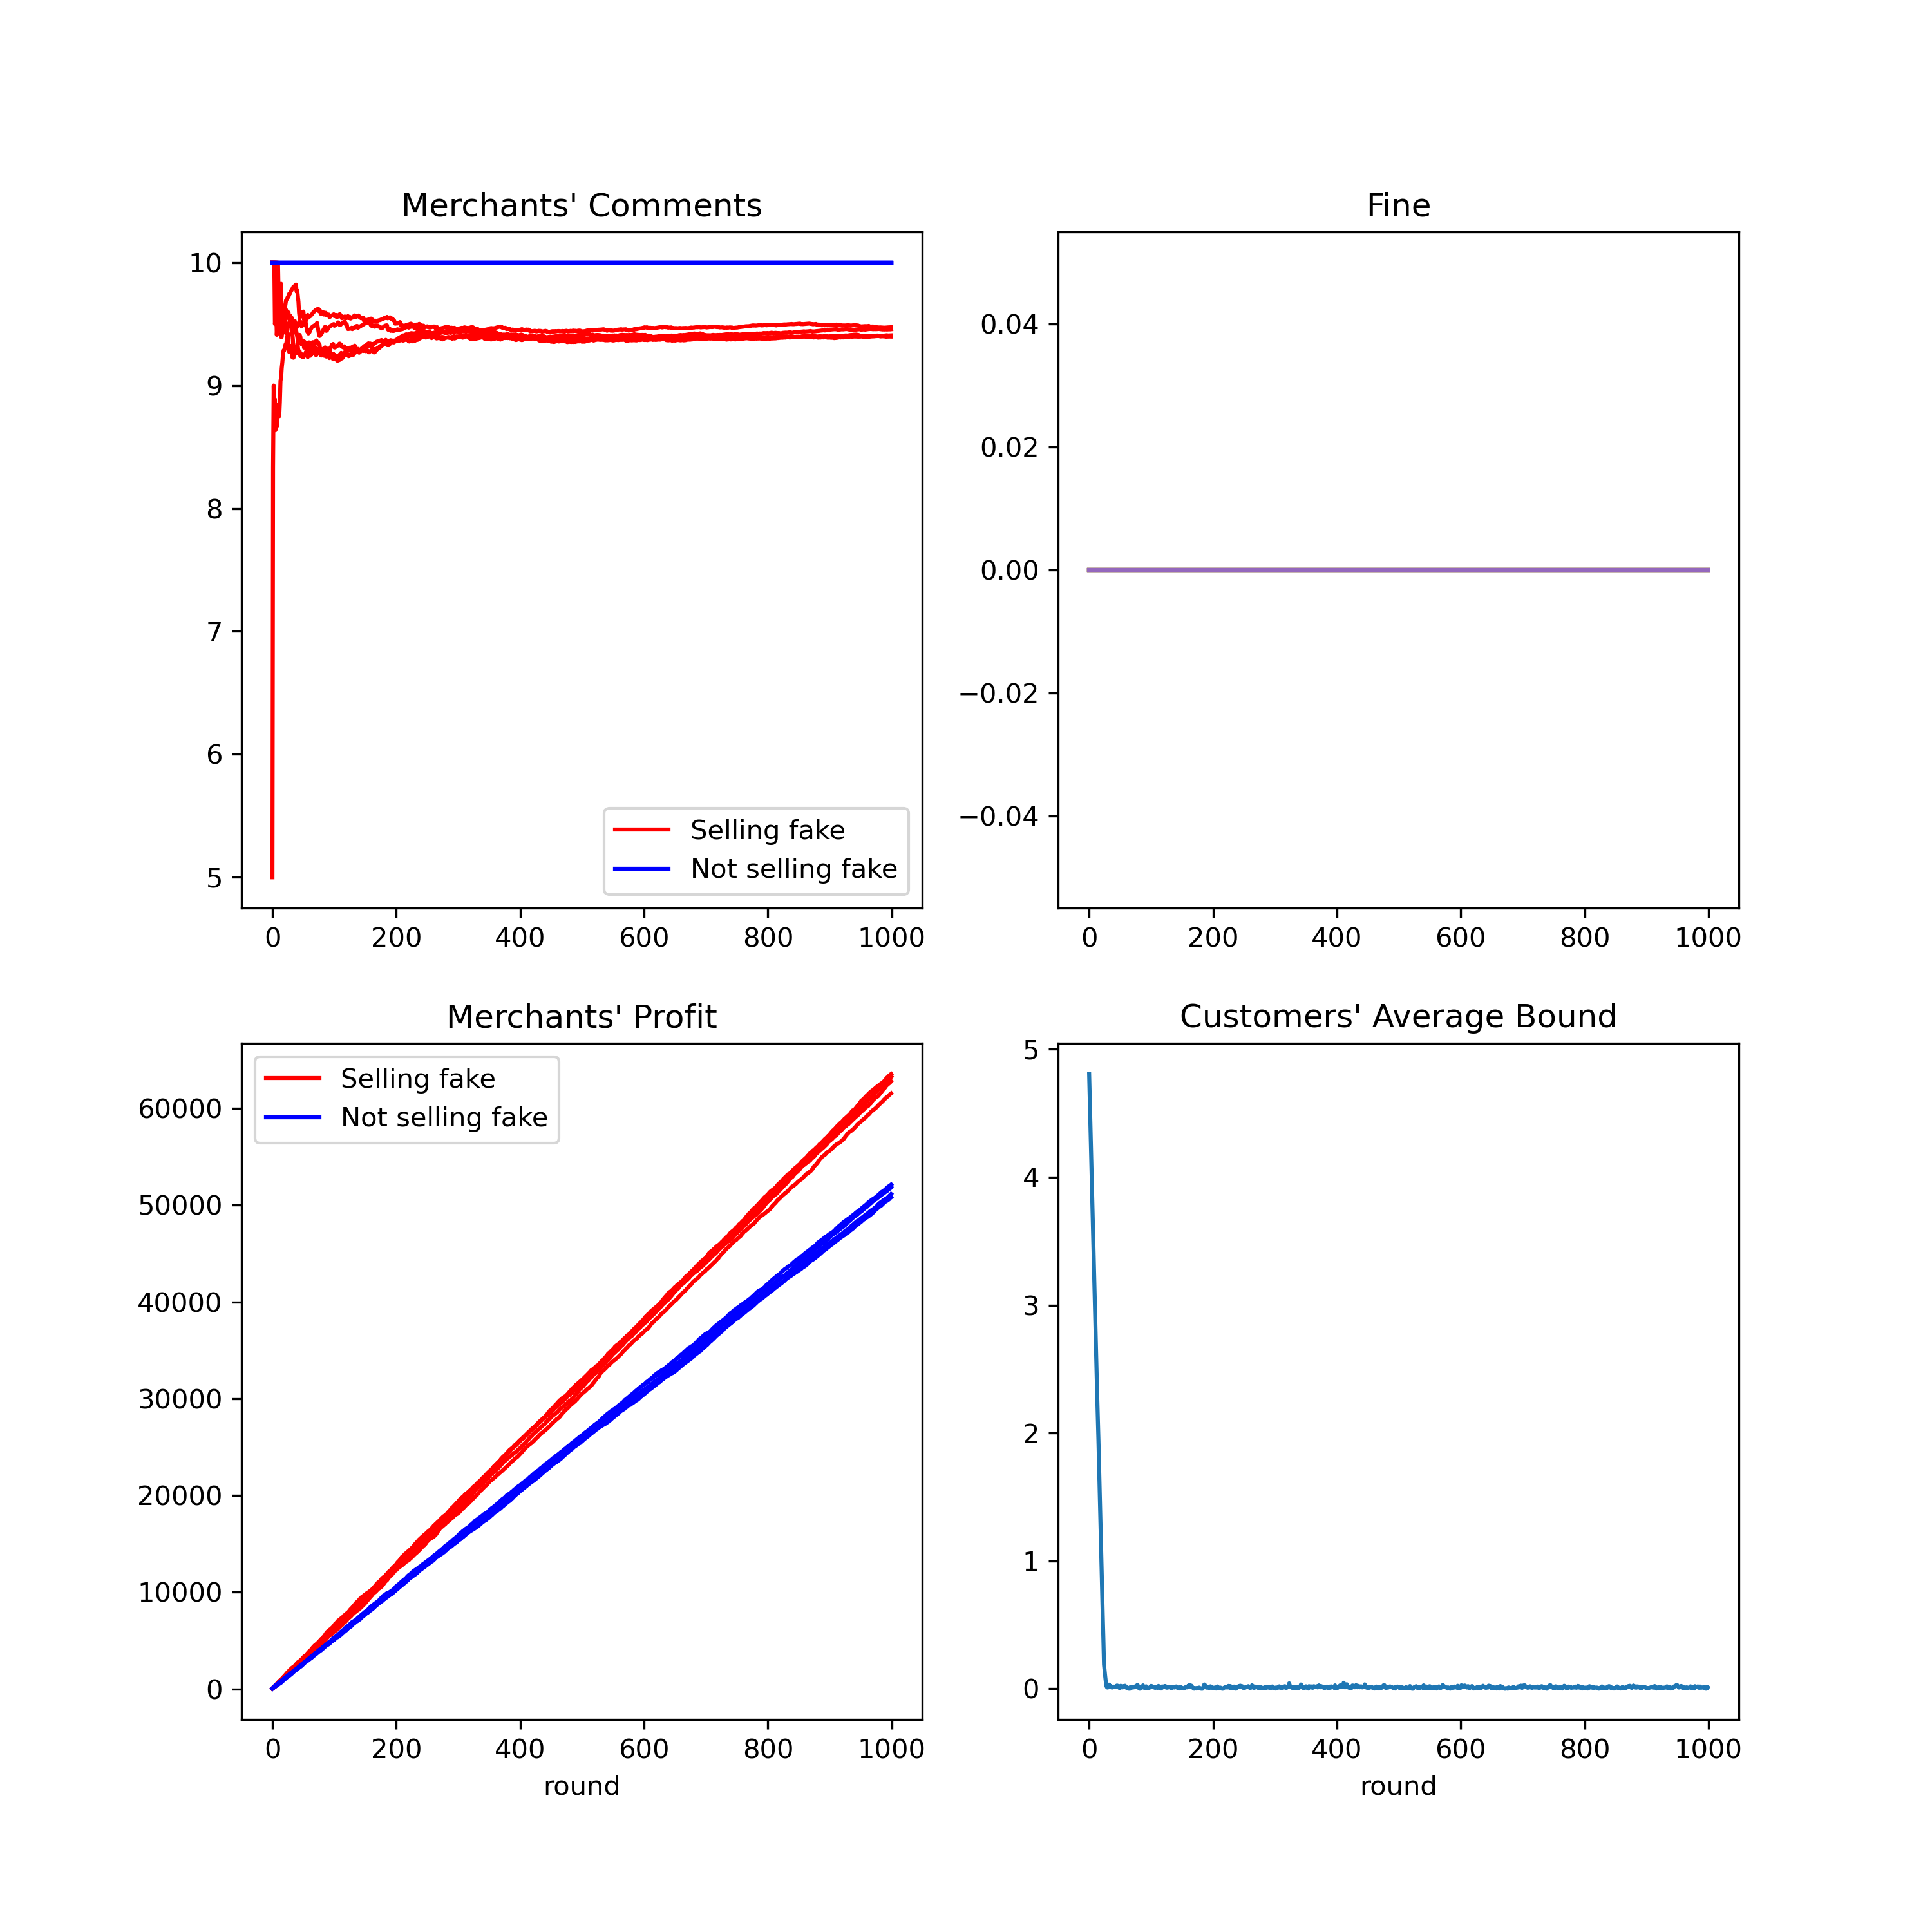 Merchants' Comments
10
9
8
7
6
5
Selling fake
Not selling fake
0 200 400 600 800 1000
Fine
0.04
0.02
0.00
−0.02
−0.04
0 200 400 600 800 1000
Merchants' Profit
Selling fake
Not selling fake
60000
50000
40000
30000
20000
10000
0
0 200 400 600 800 1000
round
Customers' Average Bound
5
4
3
2
1
0
0 200 400 600 800 1000
round